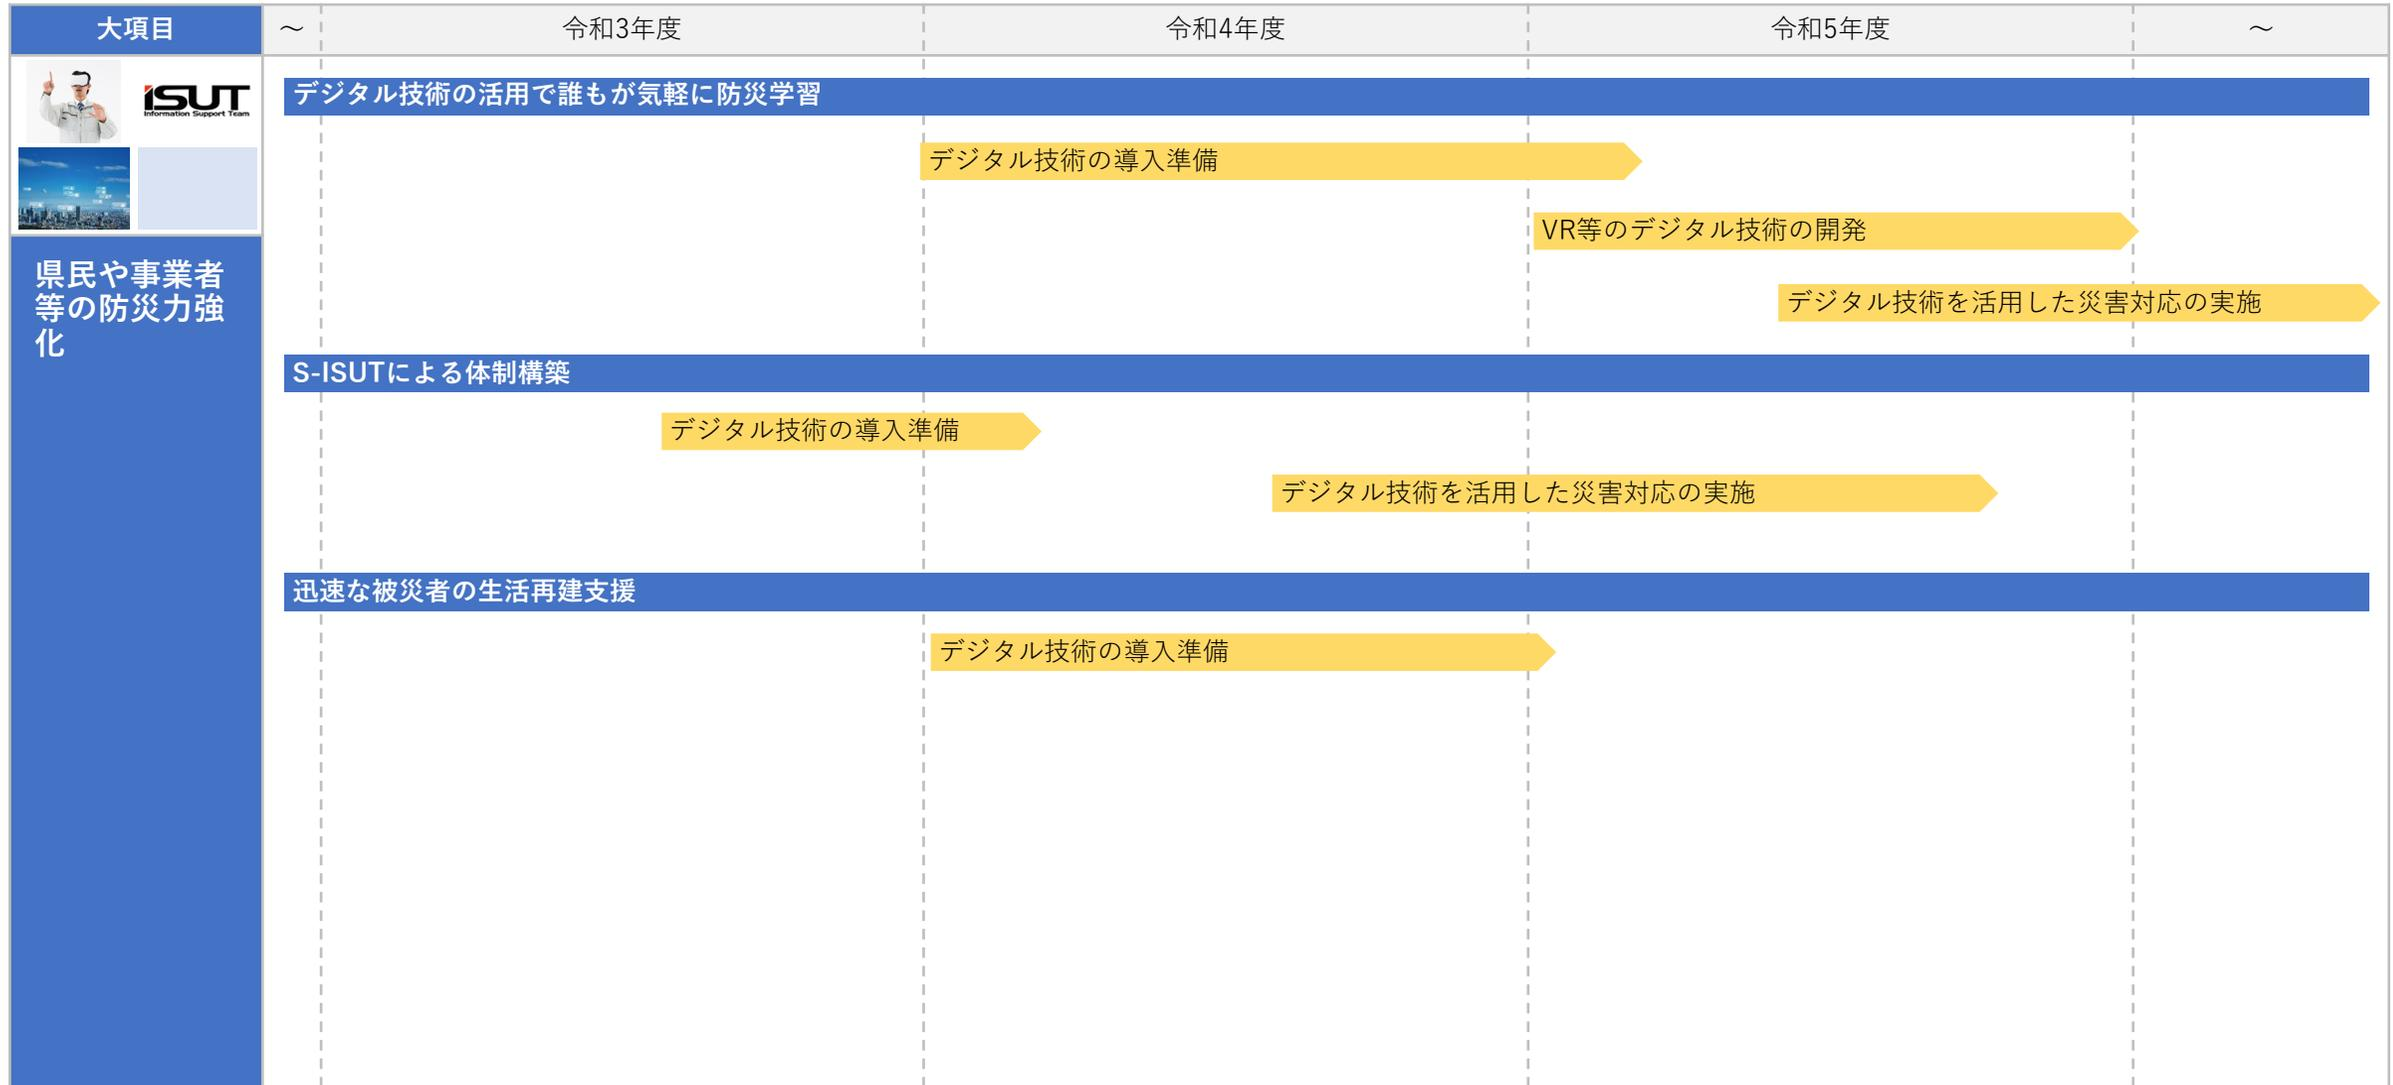 大項目
～
令和3年度
令和4年度
令和5年度
～
iSUT
Information Support Team
県民や事業者
等の防災力強
化
デジタル技術の活用で誰もが気軽に防災学習
デジタル技術の導入準備
VR等のデジタル技術の開発
デジタル技術を活用した災害対応の実施
S-ISUTによる体制構築
デジタル技術の導入準備
デジタル技術を活用した災害対応の実施
迅速な被災者の生活再建支援
デジタル技術の導入準備